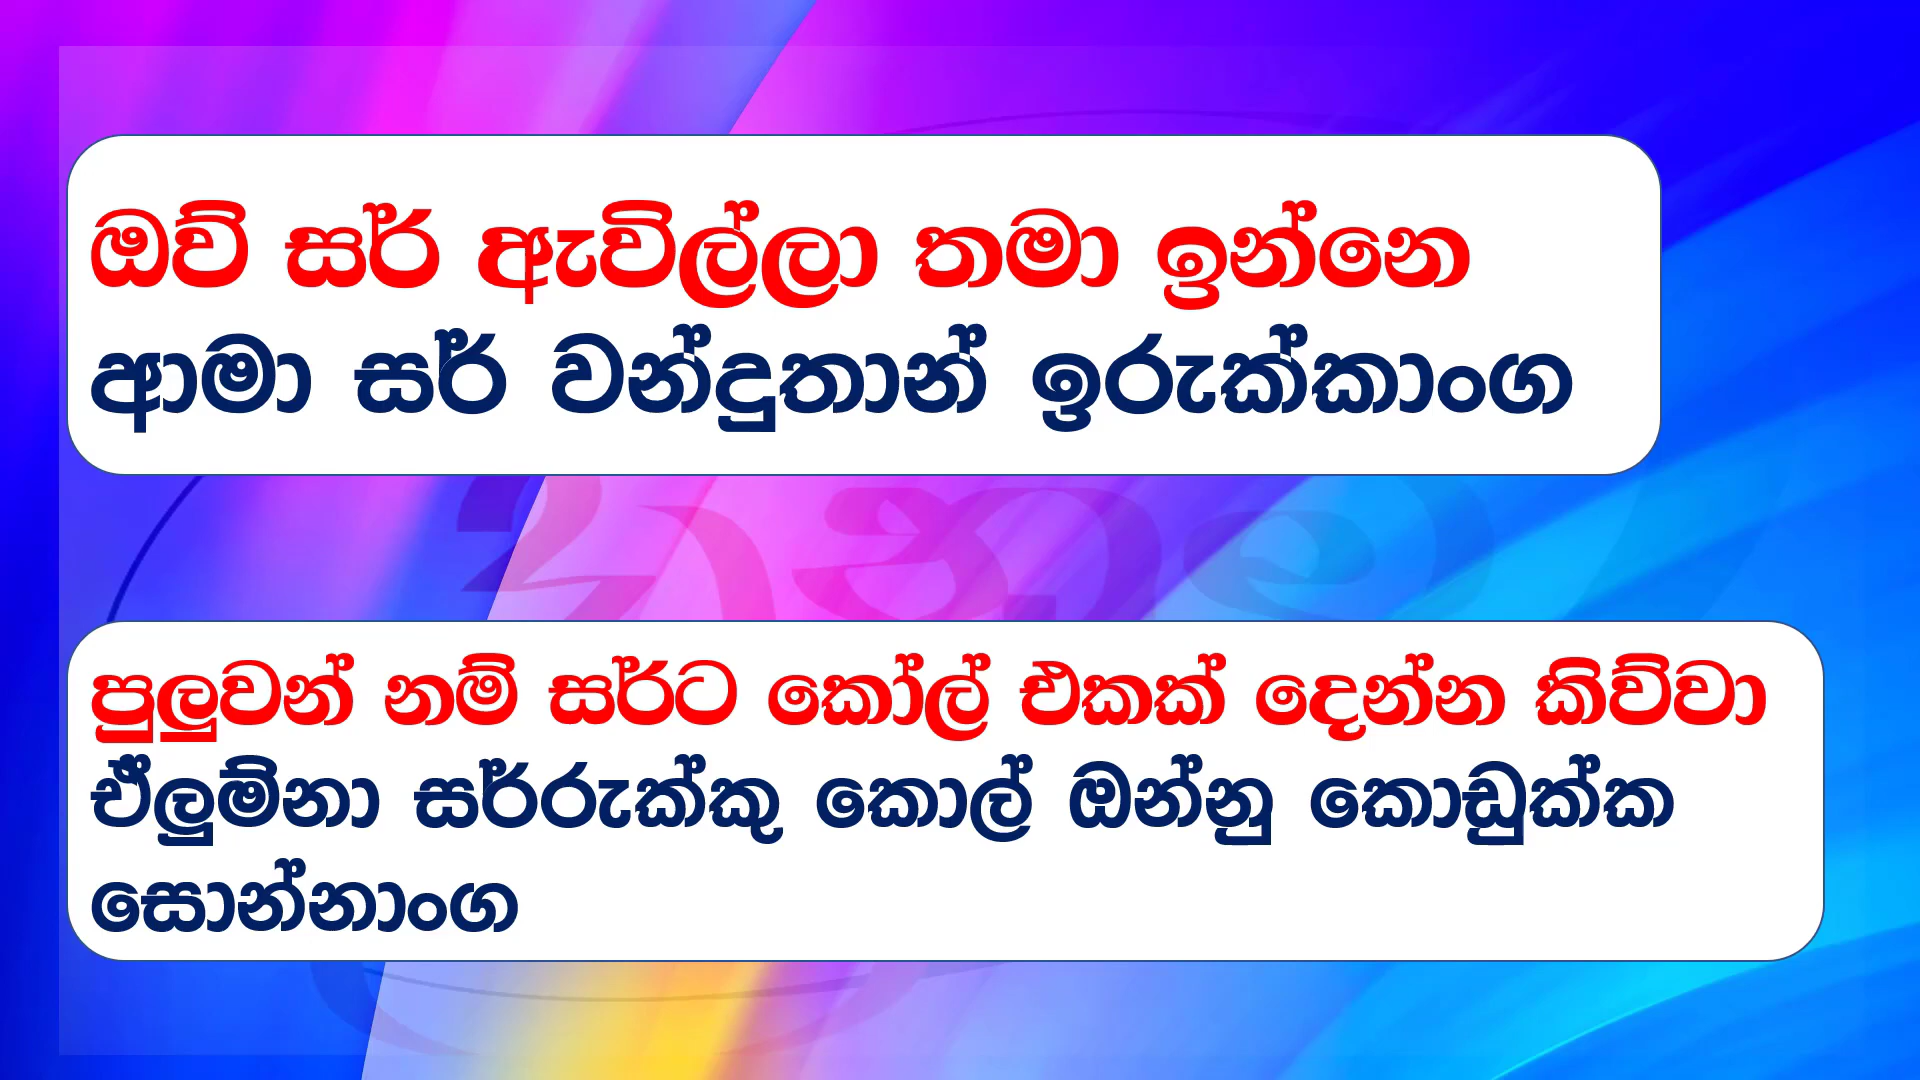 ඔව් සර් ඇවිල්ලා තමා ඉන්නෙ
ආමා සර් වන්දුතාන් ඉරුක්කාංග
පුලුවන් නම් සර්ට කෝල් එකක් දෙන්න කිව්වා
ඒලුම්නා සර්රුක්කු කොල් ඔන්නු කොඩුක්ක
සොන්නාංග